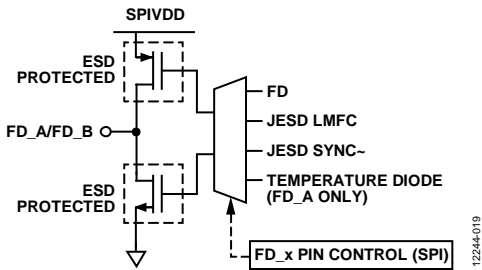 SPIVDD
ESD
PROTECTED
FD
JESD LMFC
FD_A/FD_B
JESD SYNC~
TEMPERATURE DIODE
(FD_A ONLY)
ESD
PROTECTED
FD_x PIN CONTROL (SPI)
12244-019